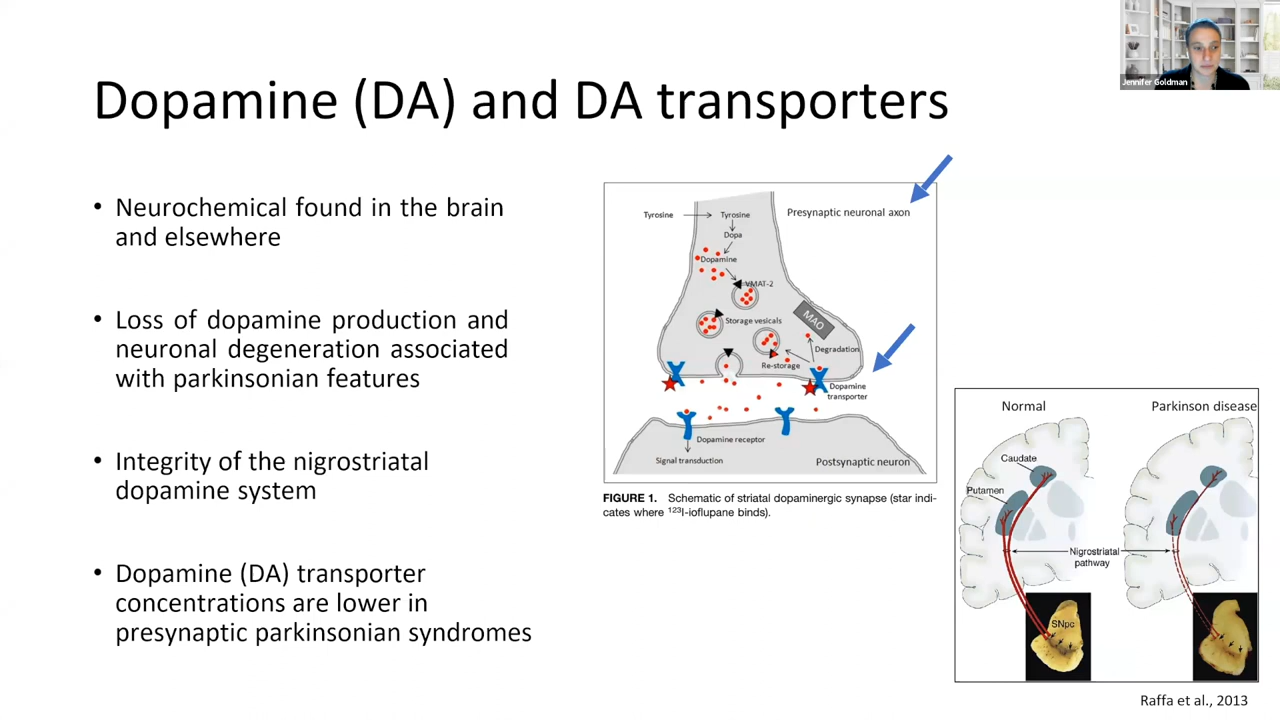 Jennifer Goldman
Dopamine (DA) and DA transporters
• Neurochemical found in the brain
and elsewhere
• Loss of dopamine production and
neuronal degeneration associated
with parkinsonian features
• Integrity of the nigrostriatal
dopamine system
• Dopamine (DA) transporter
concentrations are lower in
presynaptic parkinsonian syndromes
Tyrosine
Tyrosine
Presynaptic neuronal axon
Dopa
Dopamine
VMAT-2
Storage vesicals
MAO
Degradation
Re-storage
Dopamine
transporter
Dopamine receptor
Signal transduction
Postsynaptic neuron
FIGURE 1. Schematic of striatal dopaminergic synapse (star indi-
cates where 123I-ioflupane binds).
Normal
Parkinson disease
Caudate
Putamen
Nigrostriatal
pathway
SNpc
Raffa et al., 2013